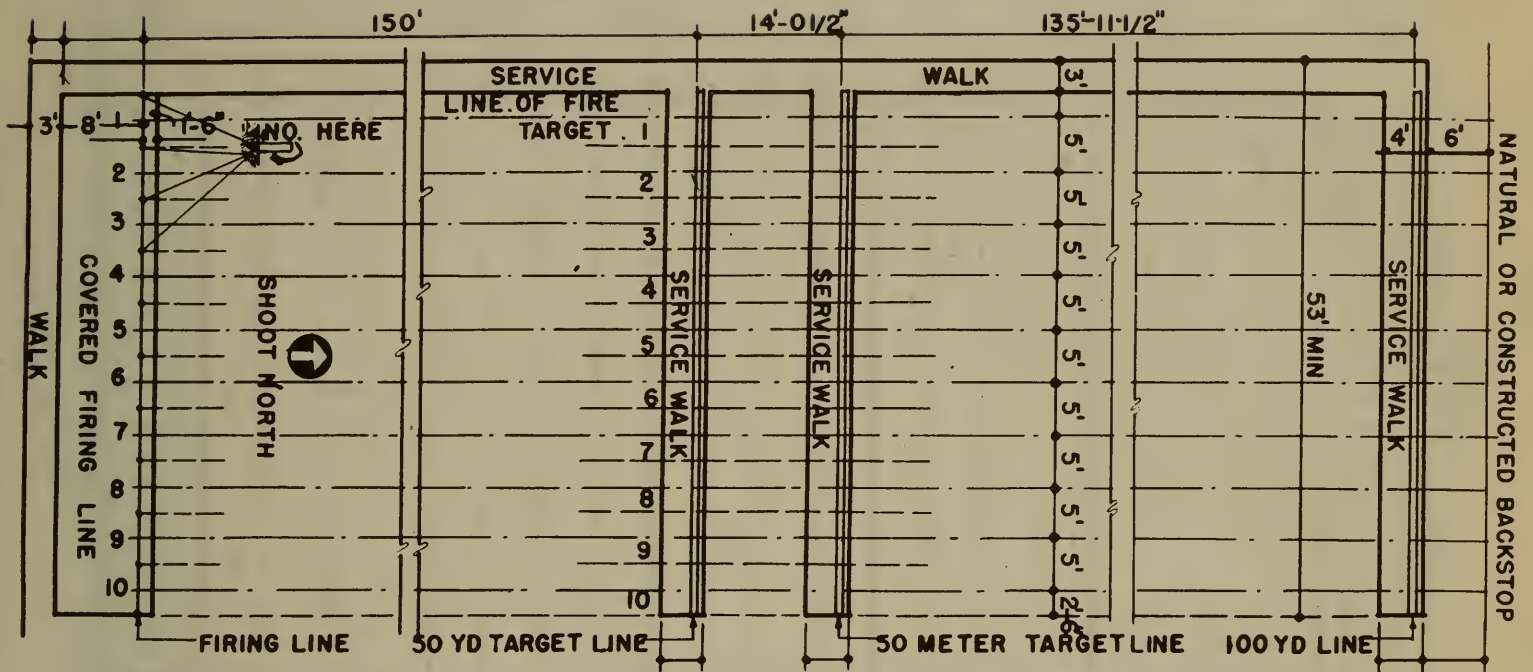 150'
14'-0 1/2"
135'-11-1/2"
SERVICE WALK
3'
LINE OF FIRE
3'
8'
1
1'-6"
NO. HERE
TARGET 1
5'
4'
6'
2
2
5'
3
3
5'
4
4
5'
5
5
5'
6
6
5'
7
7
5'
8
8
5'
9
9
5'
10
10
2'-6"
WALK
COVERED FIRING LINE
SHOOT NORTH
SERVICE WALK
SERVICE WALK
53' MIN
SERVICE WALK
NATURAL OR CONSTRUCTED BACKSTOP
FIRING LINE
50 YD TARGET LINE
50 METER TARGET LINE
100 YD LINE